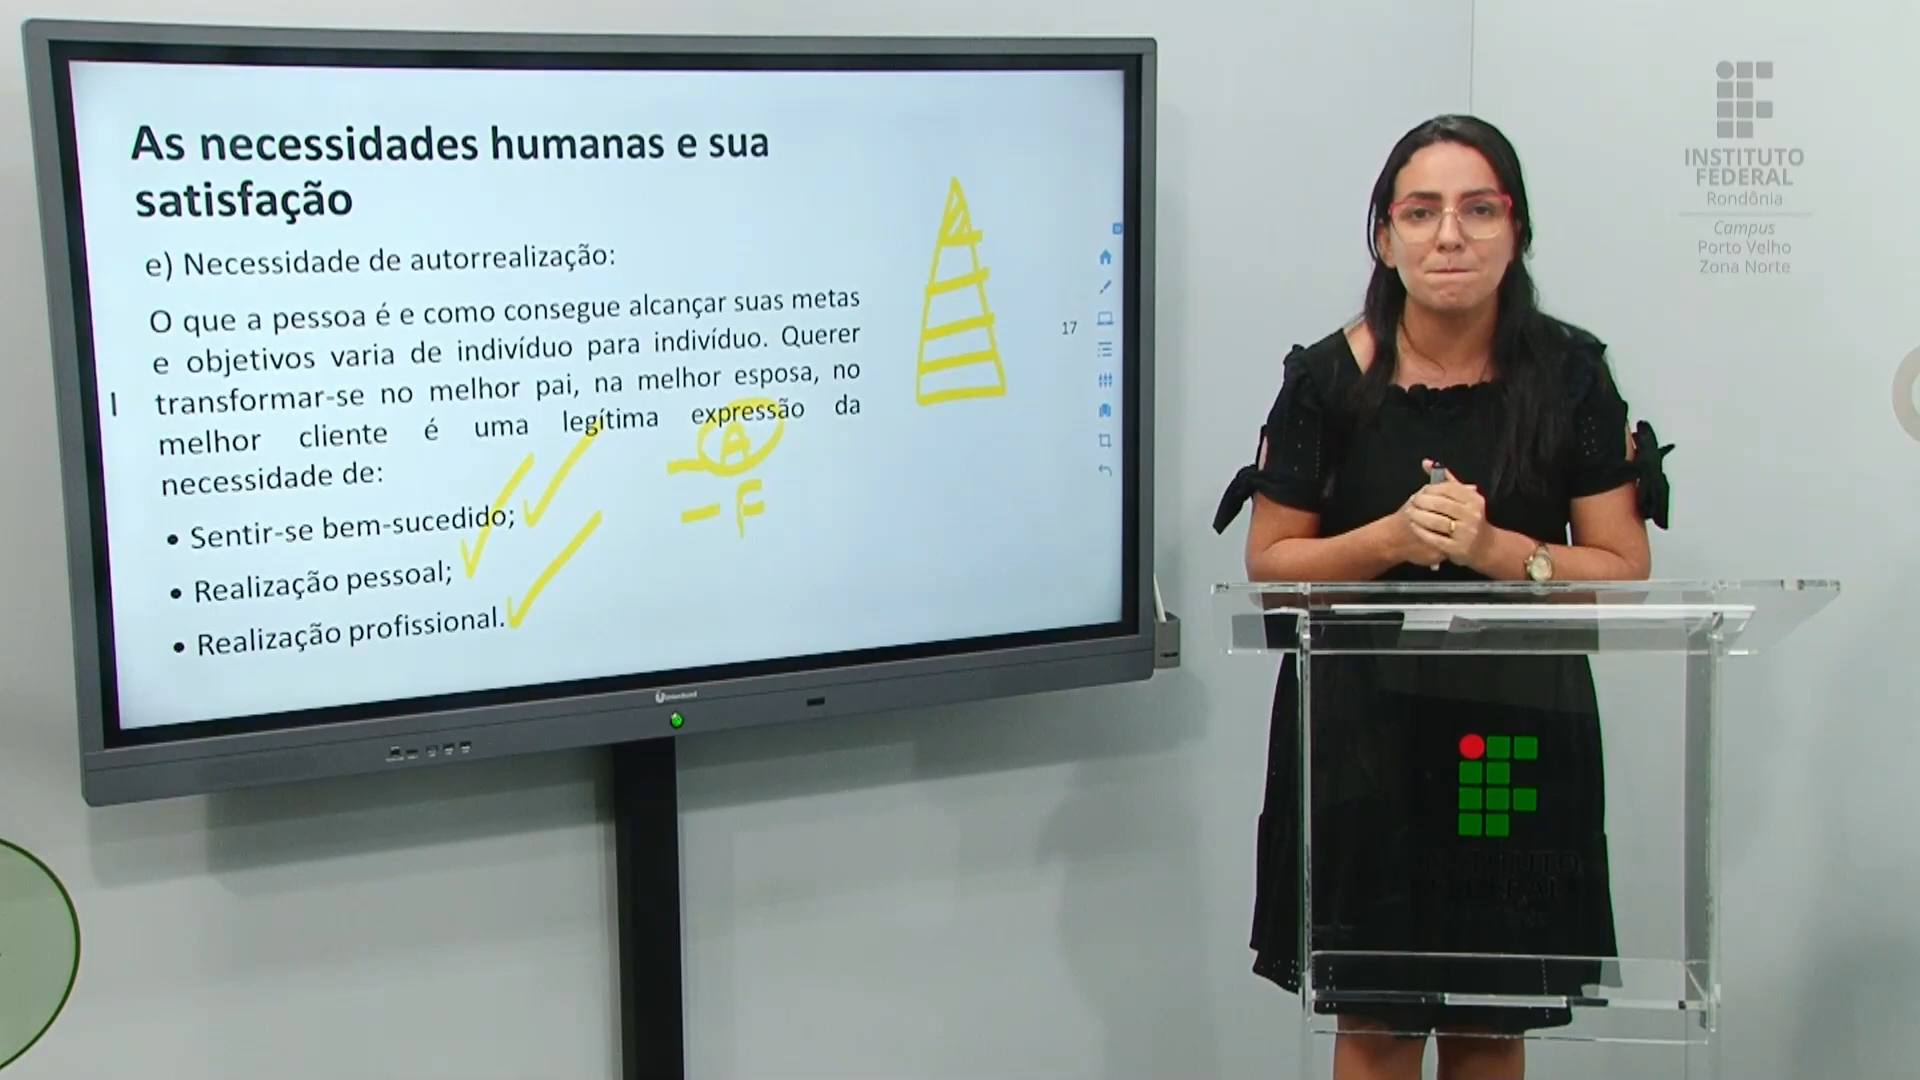 As necessidades humanas e sua
satisfação
e) Necessidade de autorrealização:
O que a pessoa é e como consegue alcançar suas metas
e objetivos varia de indivíduo para indivíduo. Querer
transformar-se no melhor pai, na melhor esposa, no
melhor cliente é uma legítima expressão da
necessidade de:
• Sentir-se bem-sucedido;
• Realização pessoal;
• Realização profissional.
A
- F
17
INSTITUTO
FEDERAL
Rondônia
Campus
Porto Velho
Zona Norte
INSTITUTO
FEDERAL